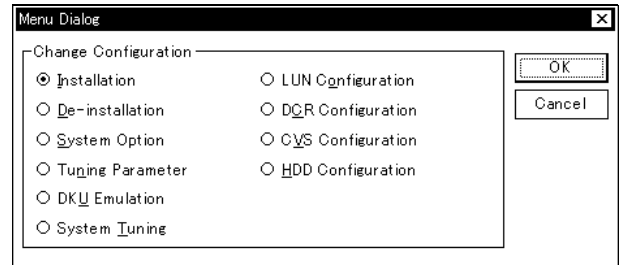 Menu Dialog
Change Configuration
Installation
De-installation
System Option
Tuning Parameter
DKU Emulation
System Tuning
LUN Configuration
DCR Configuration
CVS Configuration
HDD Configuration
OK
Cancel